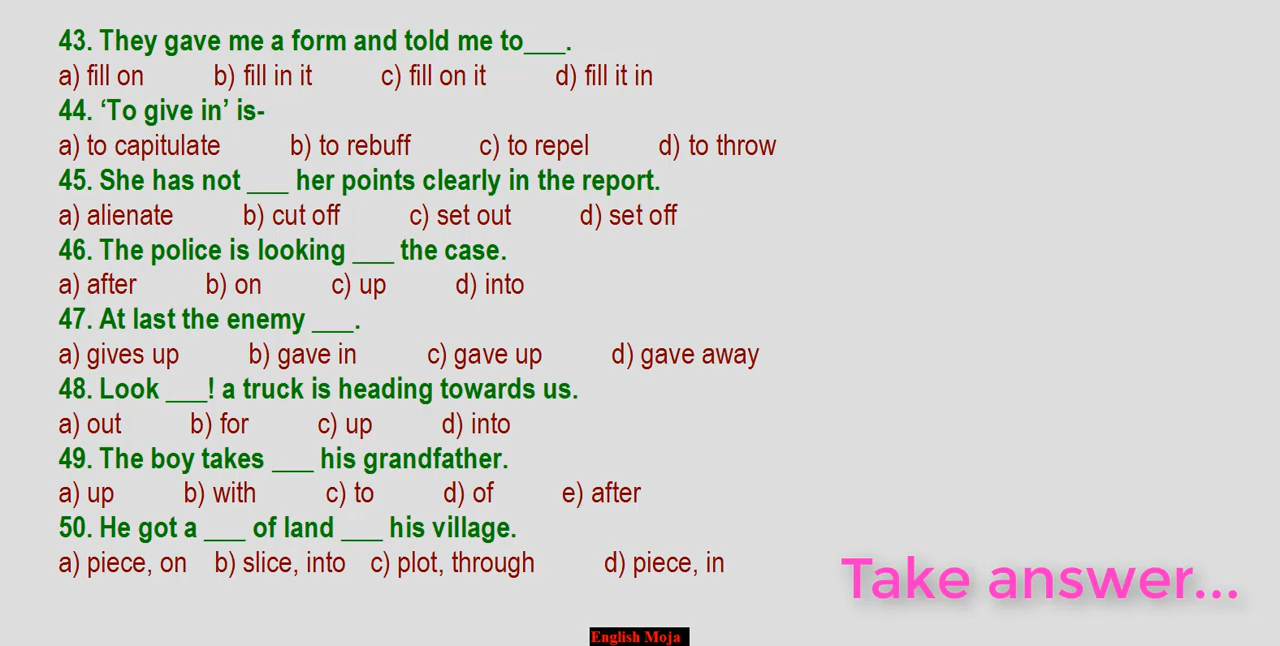 43. They gave me a form and told me to___.
a) fill on b) fill in it c) fill on it d) fill it in
44. ‘To give in’ is-
a) to capitulate b) to rebuff c) to repel d) to throw
45. She has not ___ her points clearly in the report.
a) alienate b) cut off c) set out d) set off
46. The police is looking ___ the case.
a) after b) on c) up d) into
47. At last the enemy ___.
a) gives up b) gave in c) gave up d) gave away
48. Look ___! a truck is heading towards us.
a) out b) for c) up d) into
49. The boy takes ___ his grandfather.
a) up b) with c) to d) of e) after
50. He got a ___ of land ___ his village.
a) piece, on b) slice, into c) plot, through d) piece, in
Take answer...
English Moja